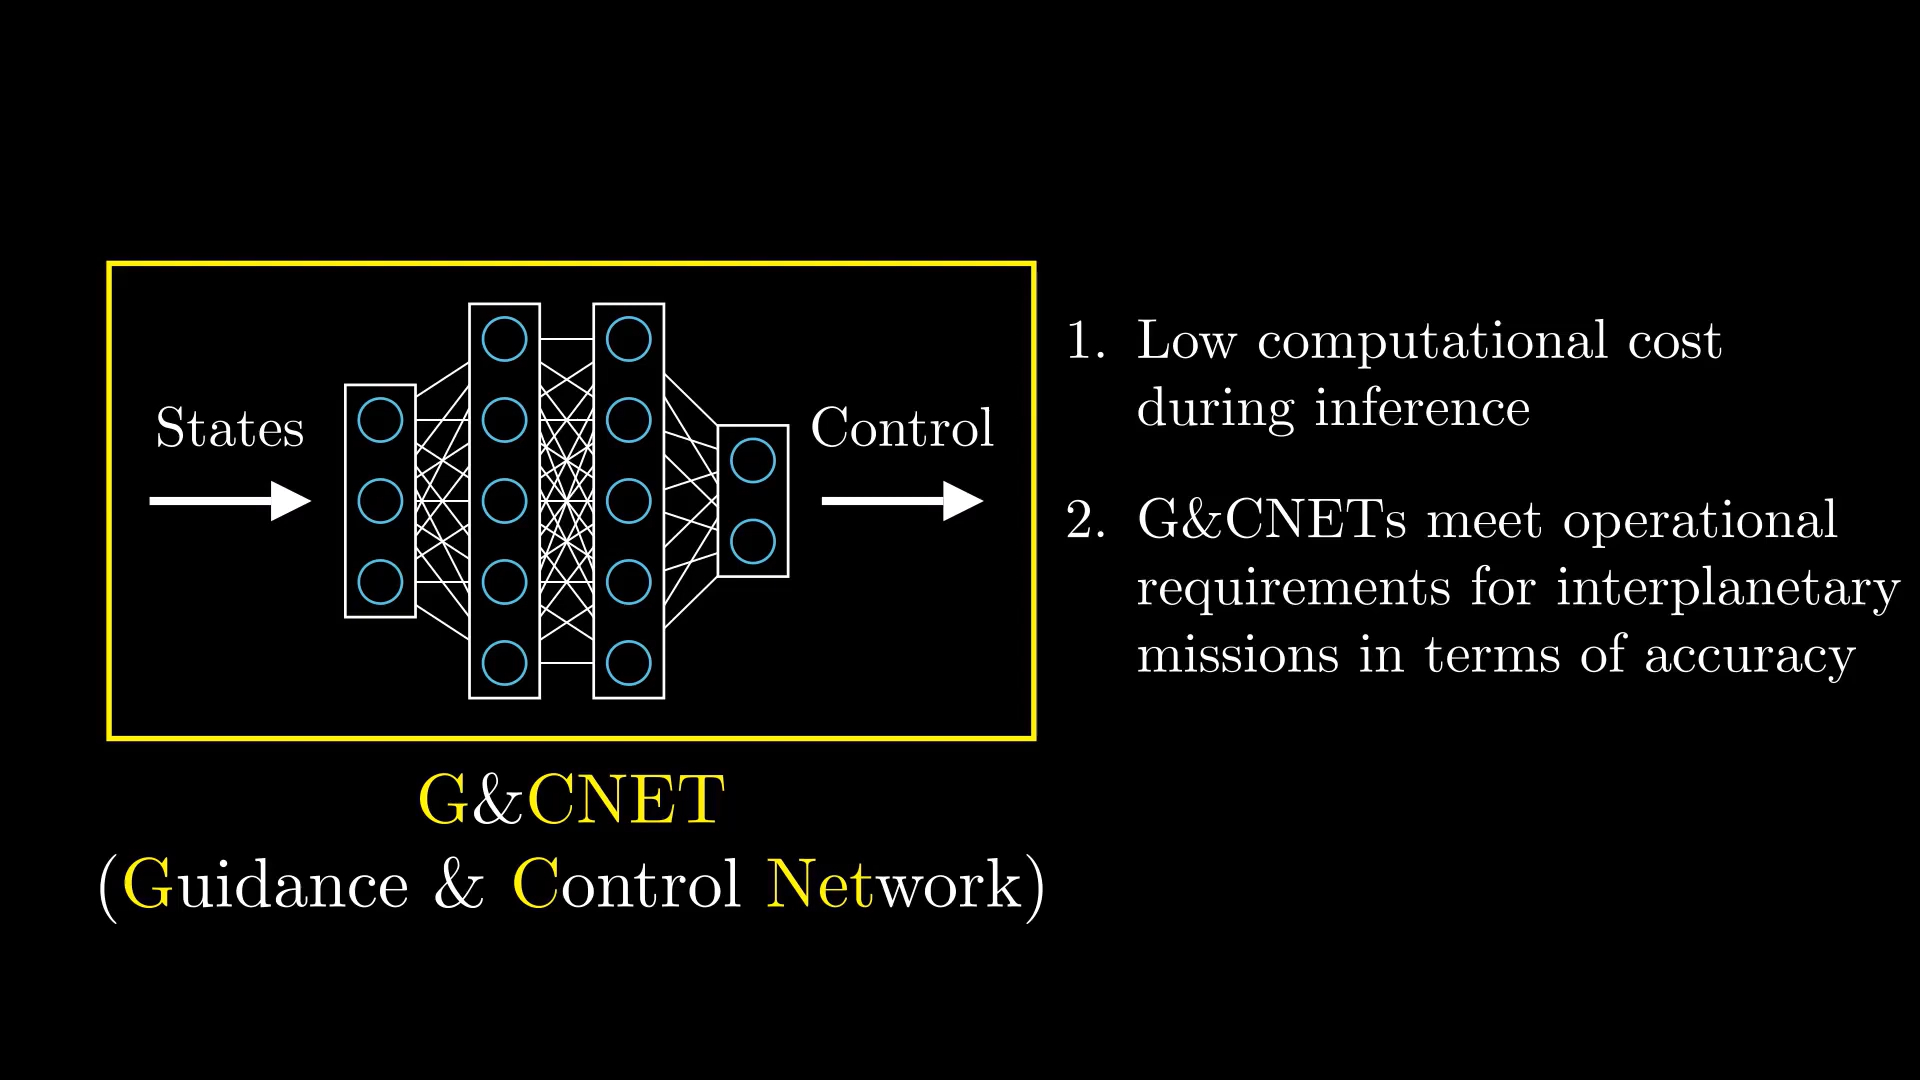 States
Control
G&CNET
(Guidance & Control Network)
1. Low computational cost
during inference
2. G&CNETs meet operational
requirements for interplanetary
missions in terms of accuracy